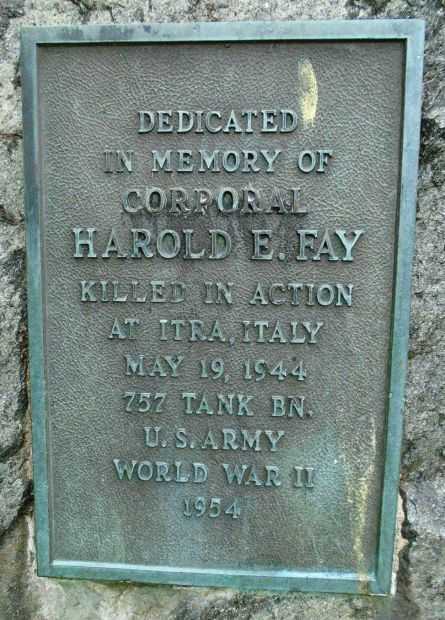 DEDICATED
IN MEMORY OF
CORPORAL
HAROLD E. FAY
KILLED IN ACTION
AT ITRA, ITALY
MAY 19, 1944
757 TANK BN.
U. S. ARMY
WORLD WAR II
1954